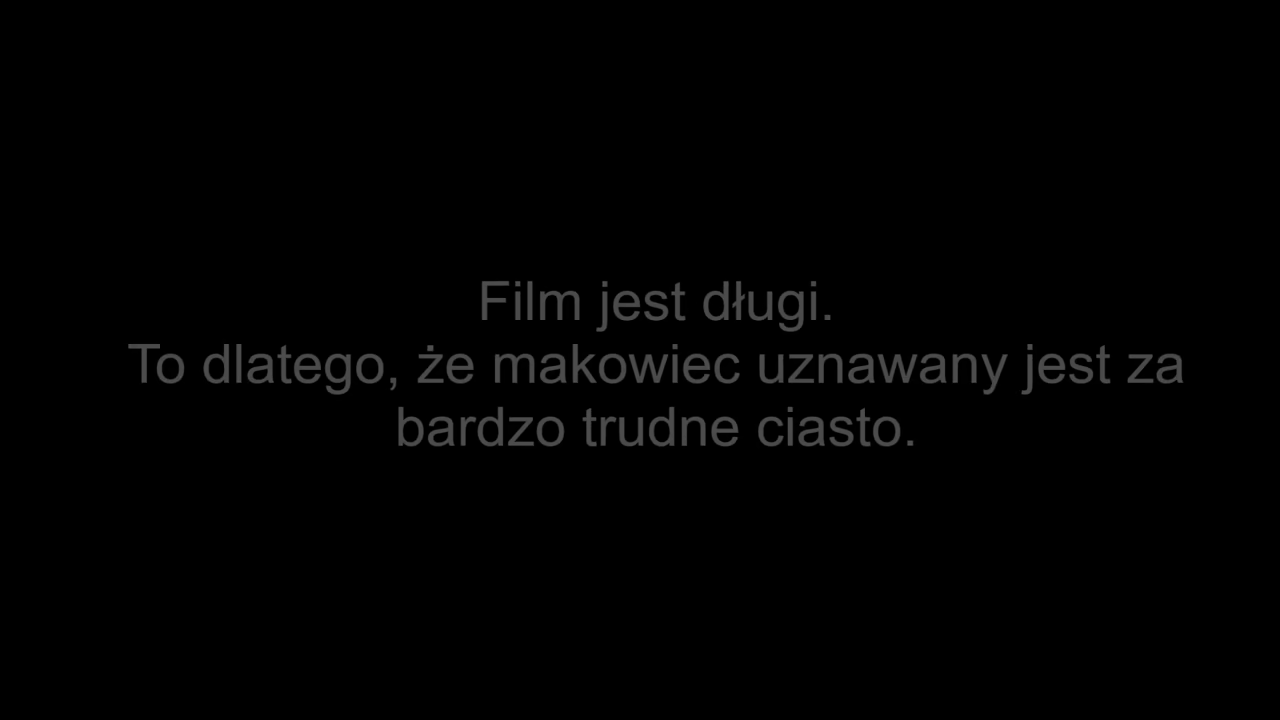 Film jest długi.
To dlatego, że makowiec uznawany jest za
bardzo trudne ciasto.